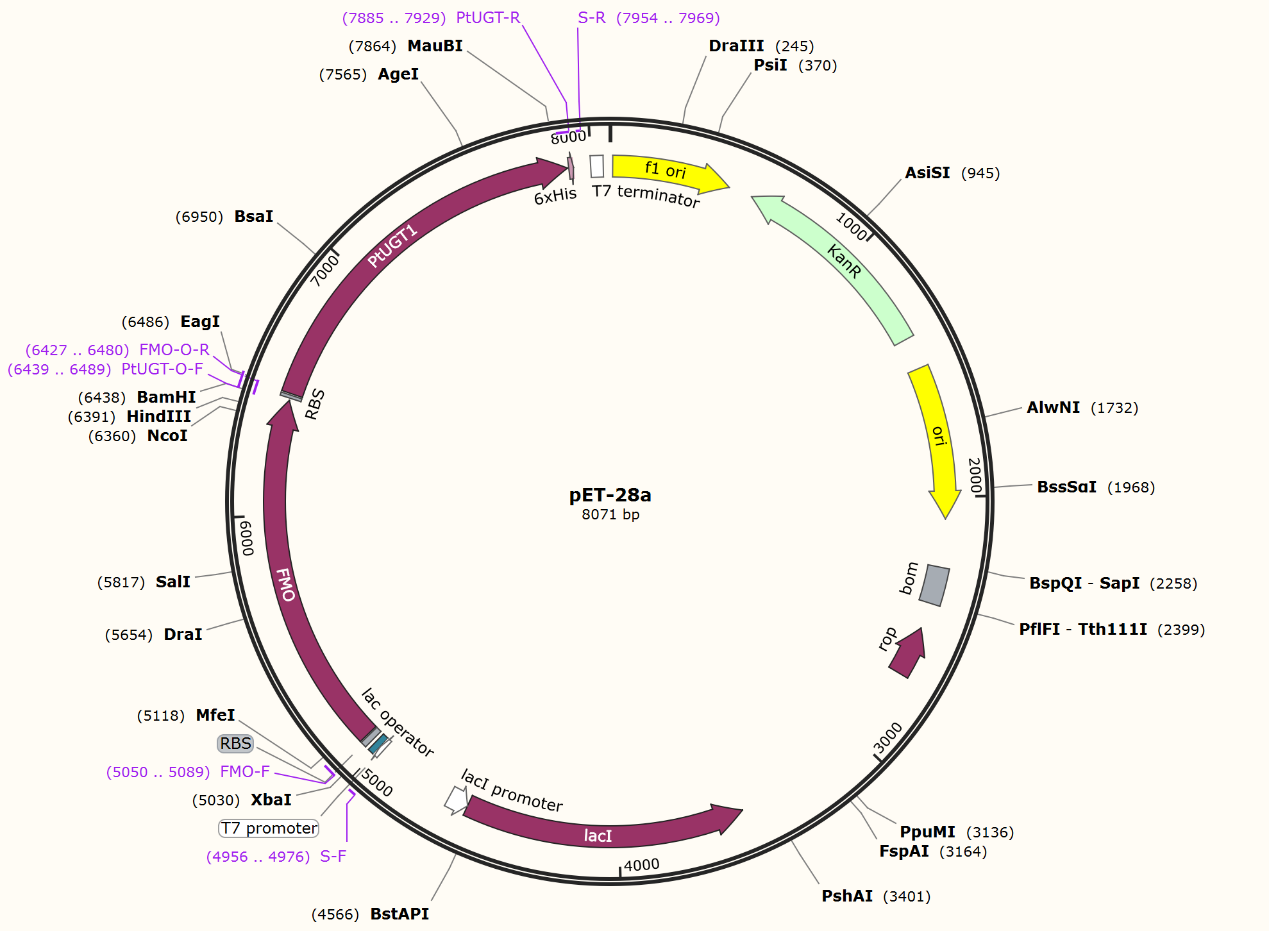 (7885 .. 7929) PtUGT-R
S-R (7954 .. 7969)
(7864) MauBI
DraIII (245)
PsiI (370)
(7565) AgeI
8000
f1 ori
T7 terminator
6xHis
AsiSI (945)
1000
KanR
(6950) BsaI
PtUGT1
7000
(6486) EagI
(6427 .. 6480) FMO-O-R
(6439 .. 6489) PtUGT-O-F
(6438) BamHI
(6391) HindIII
(6360) NcoI
RBS
AlwNI (1732)
ori
2000
BssSαI (1968)
pET-28a
8071 bp
6000
FMO
(5817) SalI
(5654) DraI
bom
BspQI - SapI (2258)
PflFI - Tth111I (2399)
rop
(5118) MfeI
RBS
(5050 .. 5089) FMO-F
(5030) XbaI
T7 promoter
(4956 .. 4976) S-F
lac operator
5000
lacI promoter
lacI
4000
3000
PpuMI (3136)
FspAI (3164)
PshAI (3401)
(4566) BstAPI